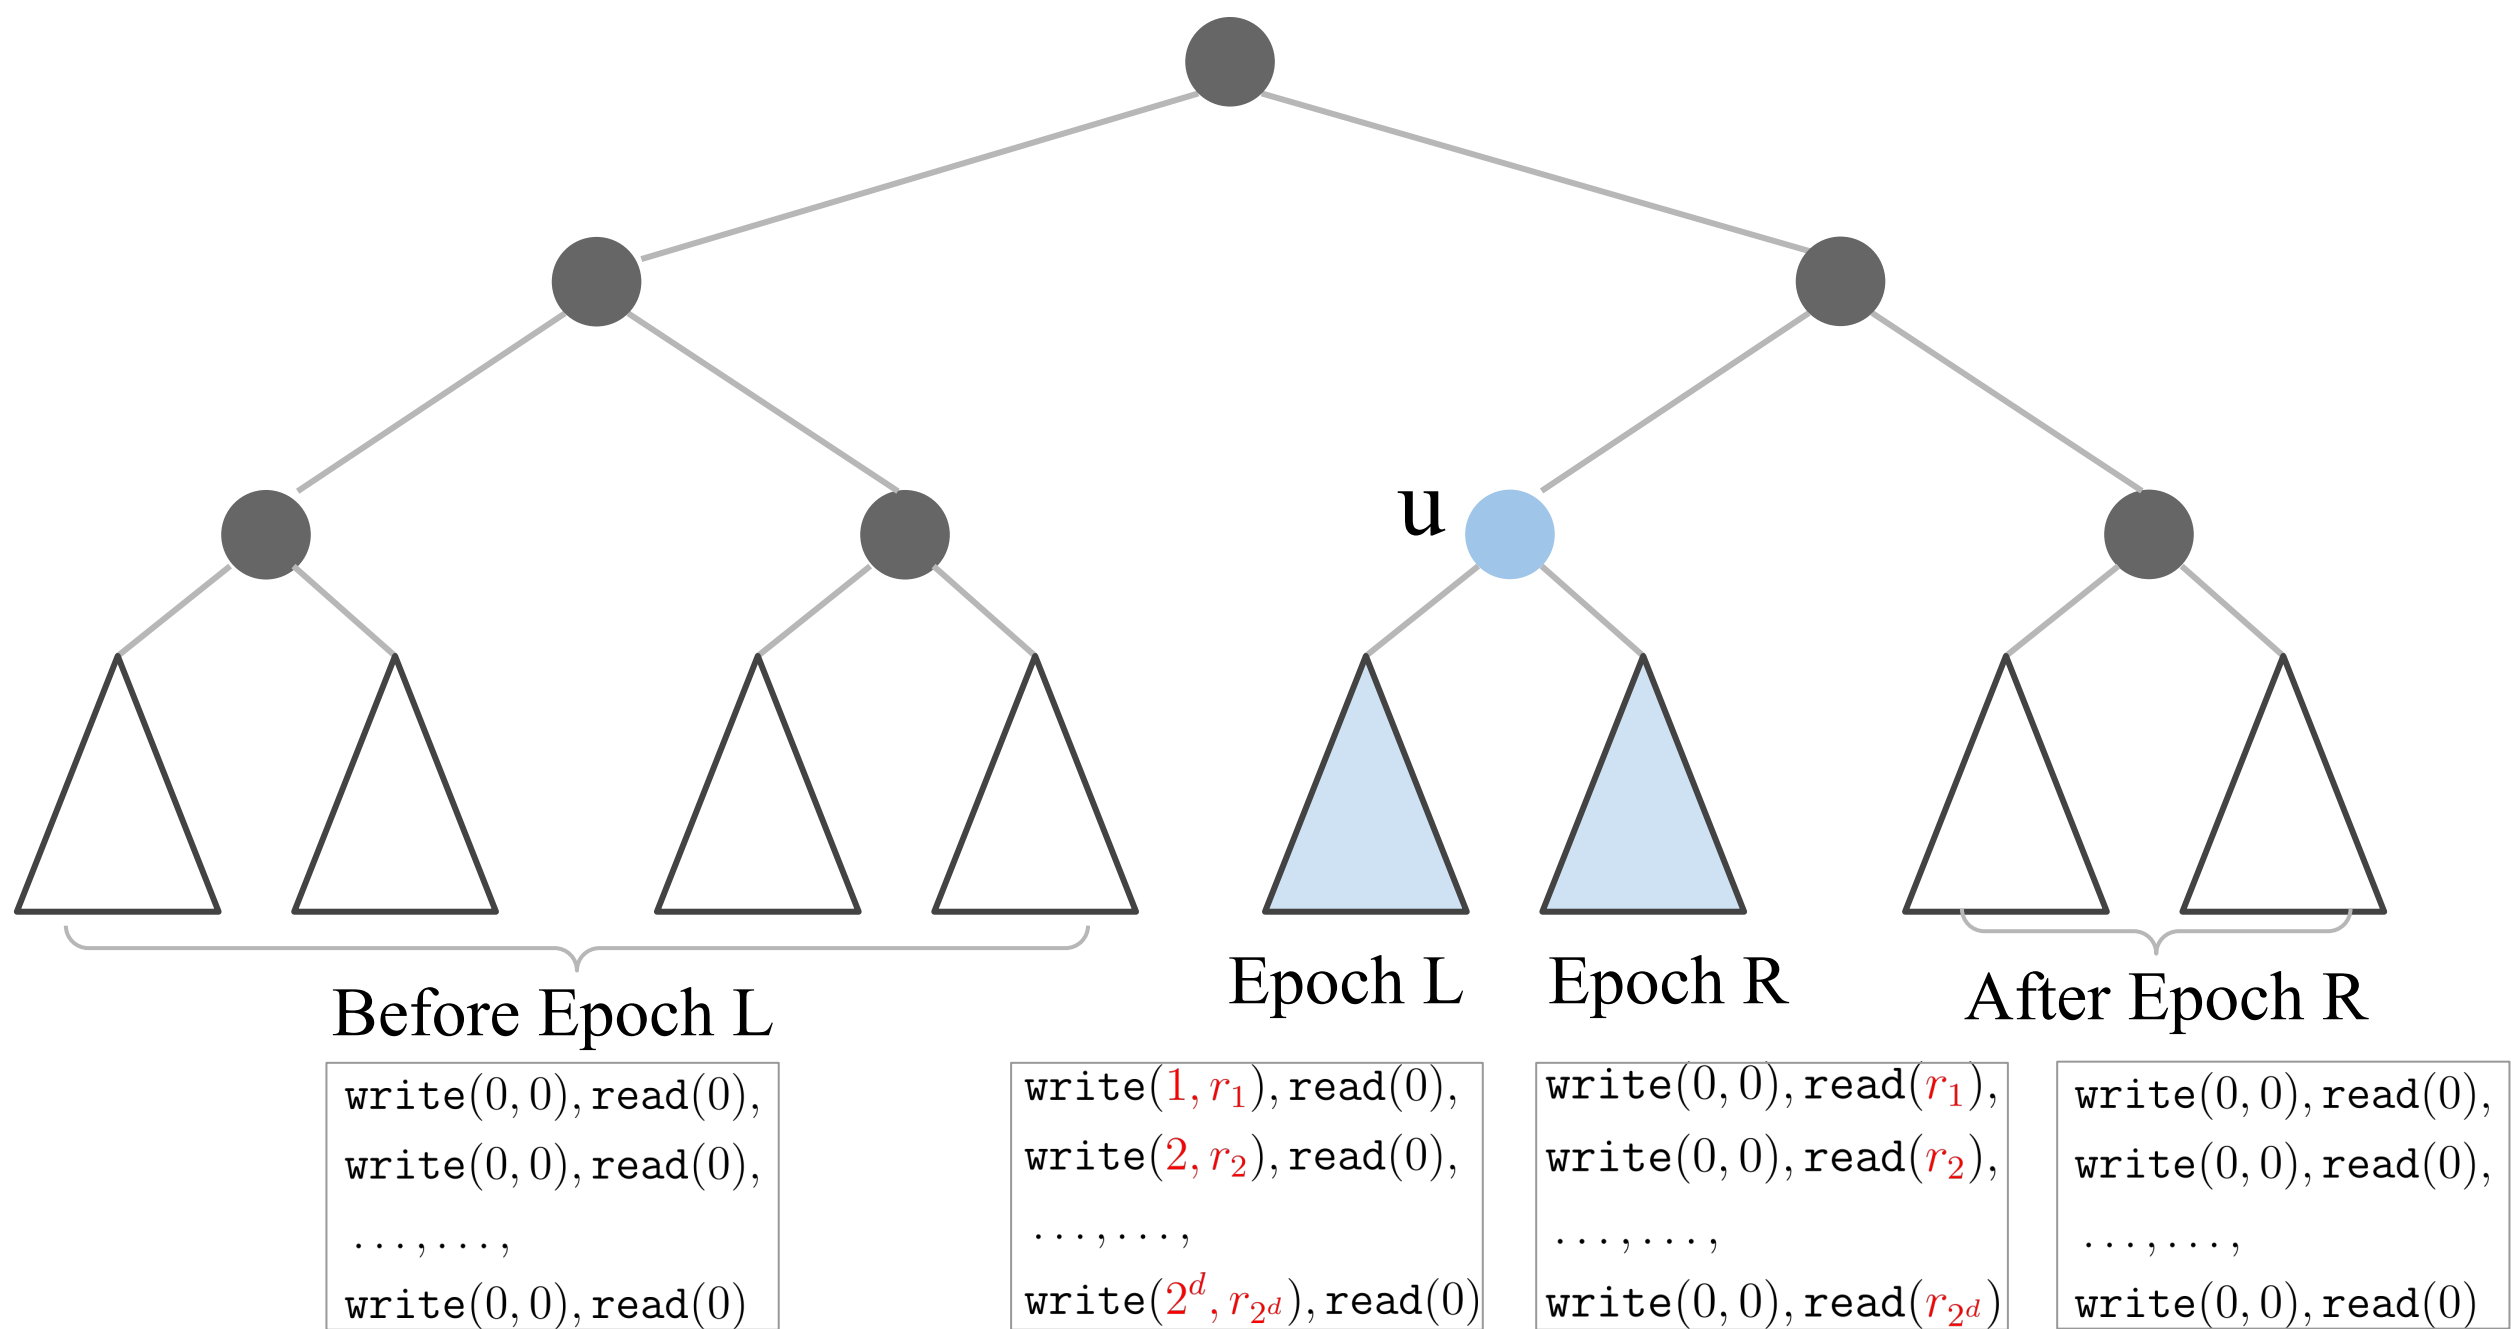 u
Before Epoch L
Epoch L
Epoch R
After Epoch R
write(0, 0), read(0),
write(0, 0), read(0),
. . . , . . . ,
write(0, 0), read(0)
write(1, r₁), read(0),
write(2, r₂), read(0),
. . . , . . . ,
write(2ᵈ, r_{2ᵈ}), read(0)
write(0, 0), read(r₁),
write(0, 0), read(r₂),
. . . , . . . ,
write(0, 0), read(r_{2ᵈ})
write(0, 0), read(0),
write(0, 0), read(0),
. . . , . . . ,
write(0, 0), read(0)